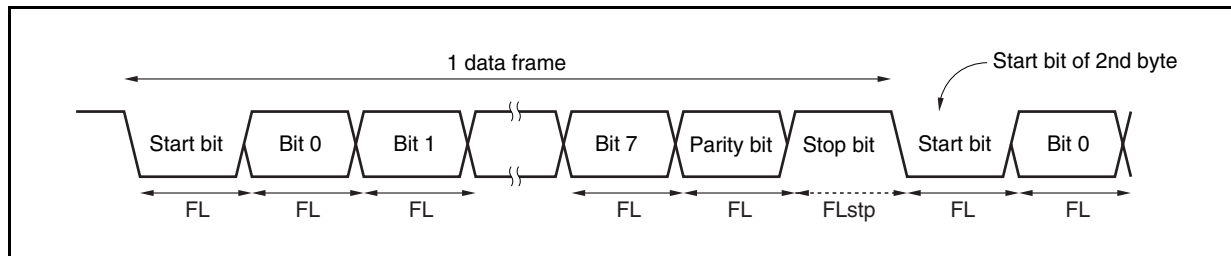 1 data frame
Start bit of 2nd byte
Start bit Bit 0 Bit 1 Bit 7 Parity bit Stop bit Start bit Bit 0
FL FL FL FL FL FLstp FL FL